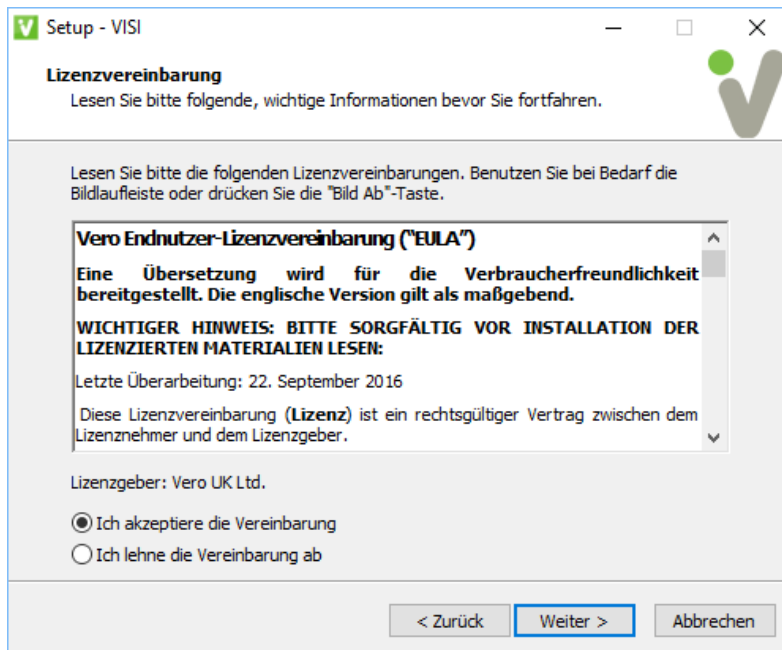 Setup - VISI
Lizenzvereinbarung
Lesen Sie bitte folgende, wichtige Informationen bevor Sie fortfahren.
Lesen Sie bitte die folgenden Lizenzvereinbarungen. Benutzen Sie bei Bedarf die
Bildlaufleiste oder drücken Sie die "Bild Ab"-Taste.
Vero Endnutzer-Lizenzvereinbarung (“EULA”)
Eine Übersetzung wird für die Verbraucherfreundlichkeit
bereitgestellt. Die englische Version gilt als maßgebend.
WICHTIGER HINWEIS: BITTE SORGFÄLTIG VOR INSTALLATION DER
LIZENZIERTEN MATERIALIEN LESEN:
Letzte Überarbeitung: 22. September 2016
Diese Lizenzvereinbarung (Lizenz) ist ein rechtsgültiger Vertrag zwischen dem
Lizenznehmer und dem Lizenzgeber.
Lizenzgeber: Vero UK Ltd.
Ich akzeptiere die Vereinbarung
Ich lehne die Vereinbarung ab
< Zurück Weiter > Abbrechen